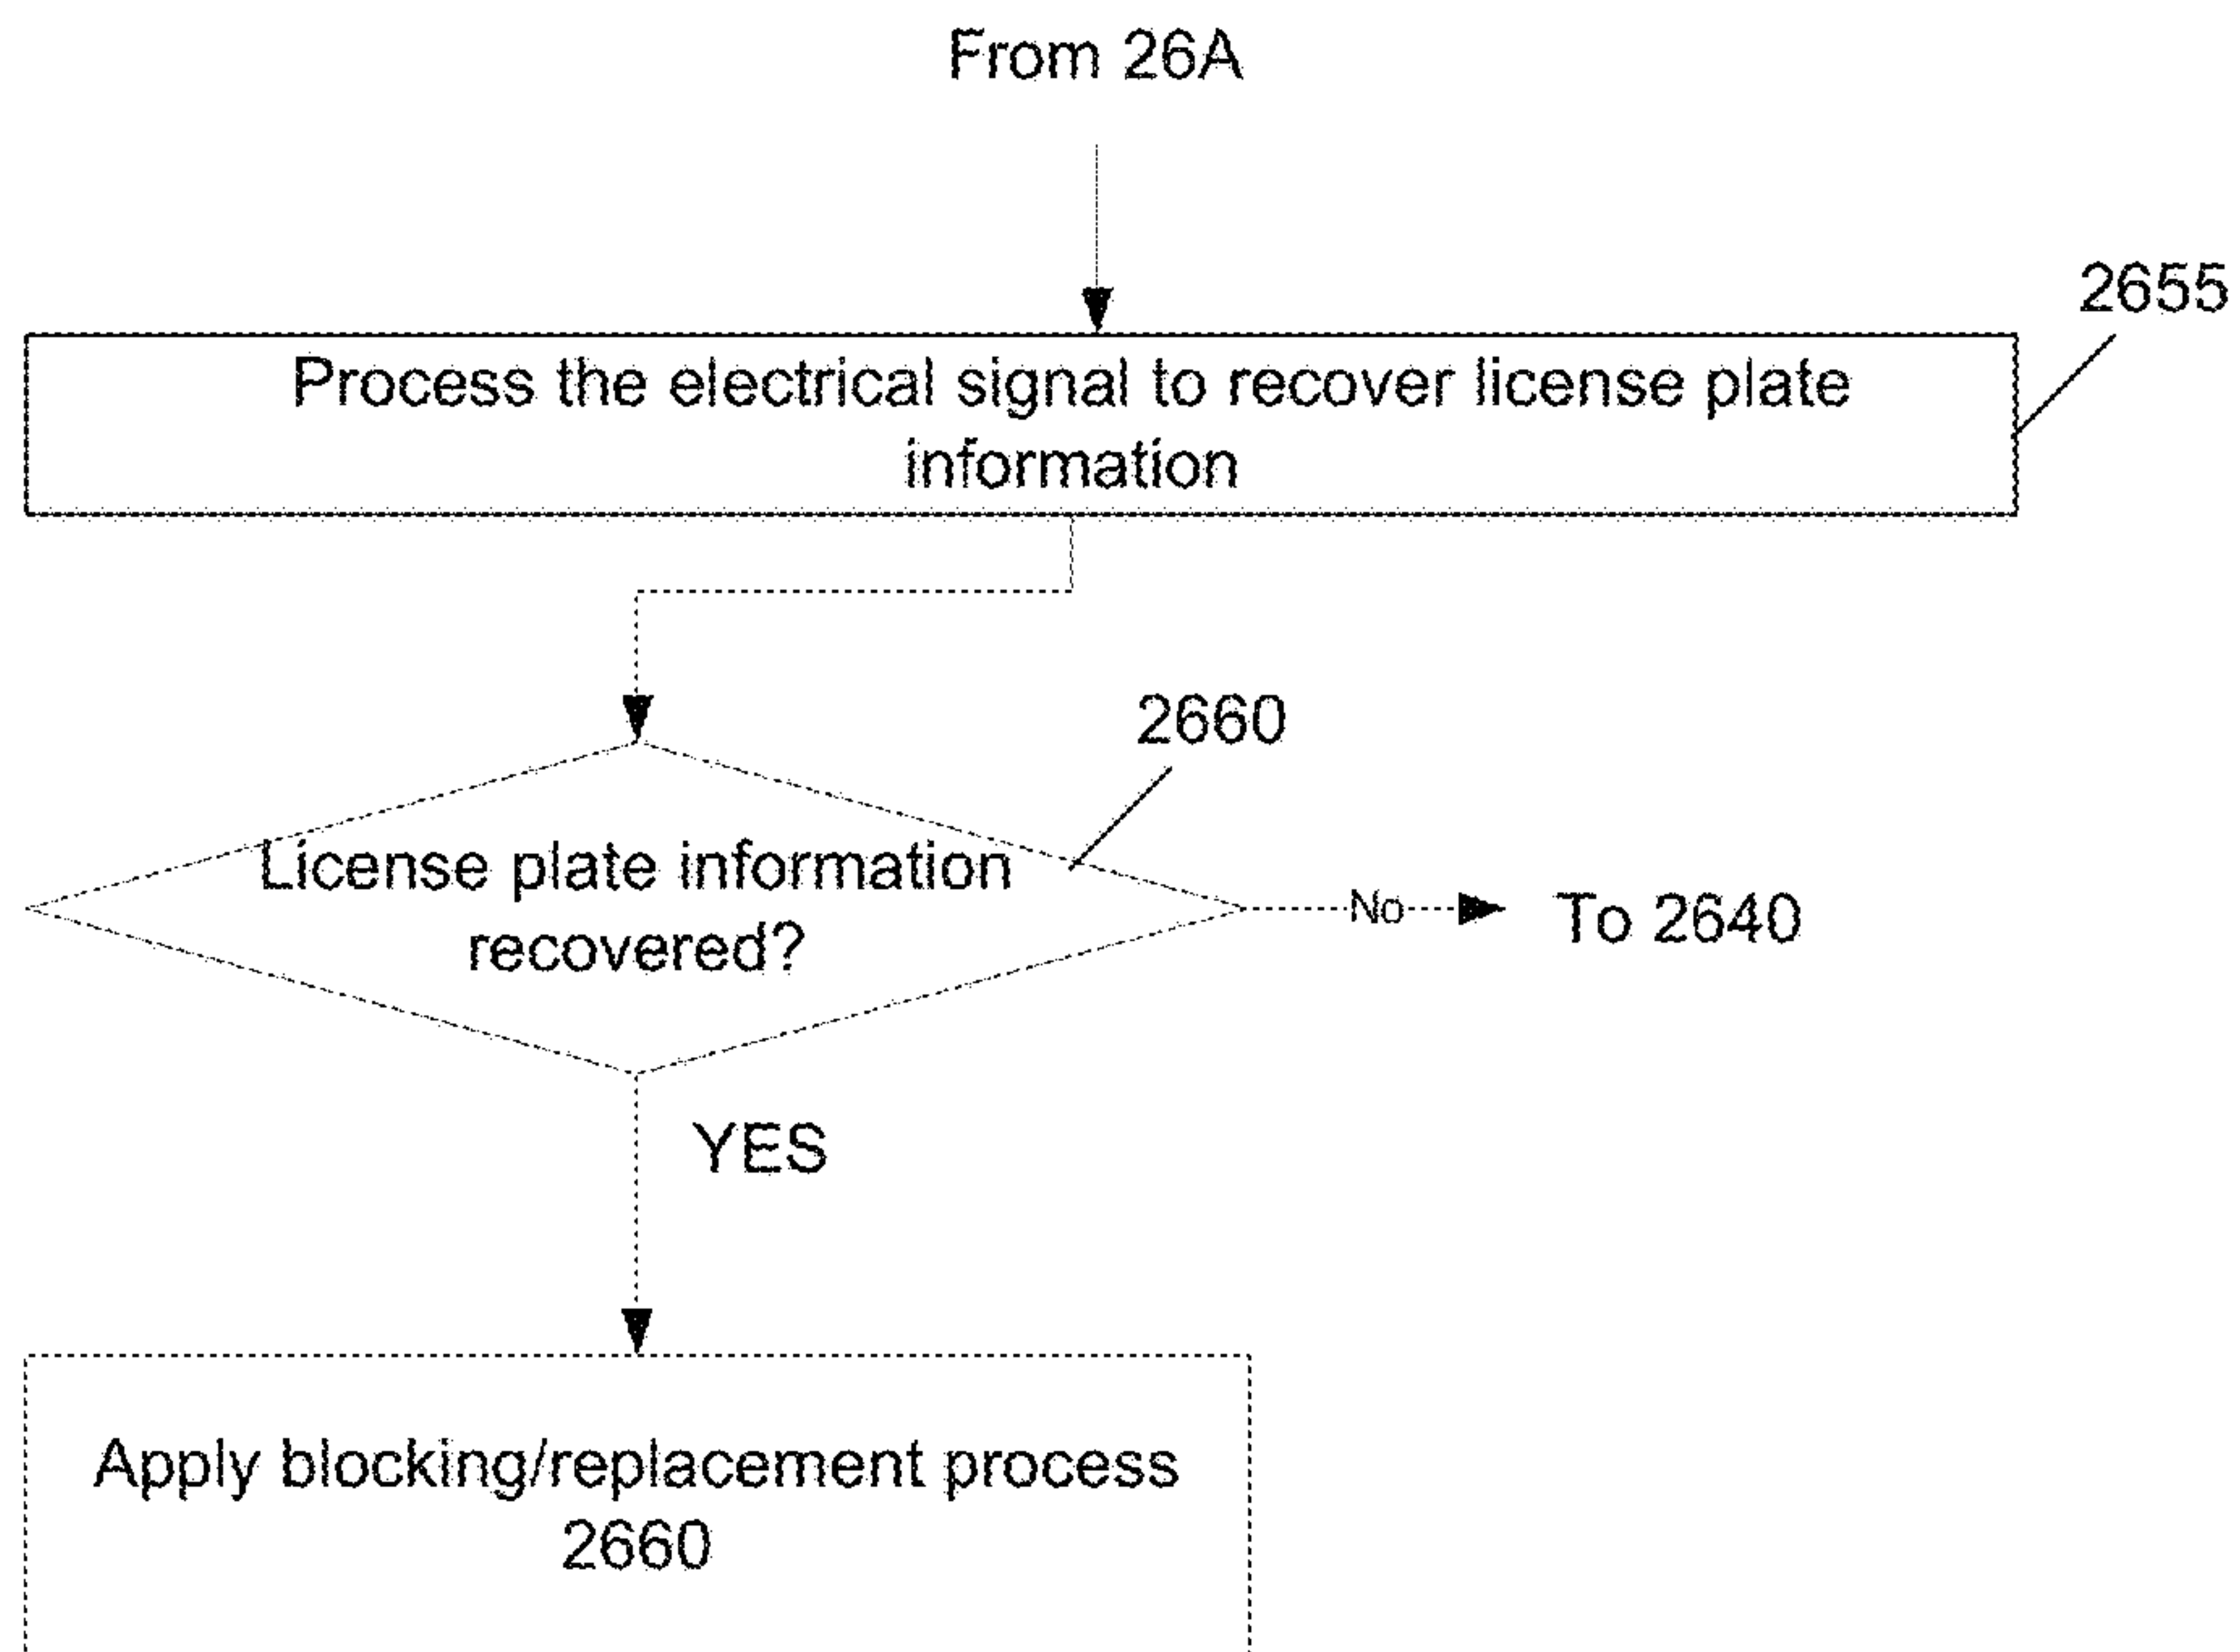 From 26A
2655
Process the electrical signal to recover license plate
information
2660
License plate information
recovered?
No
To 2640
YES
Apply blocking/replacement process
2660